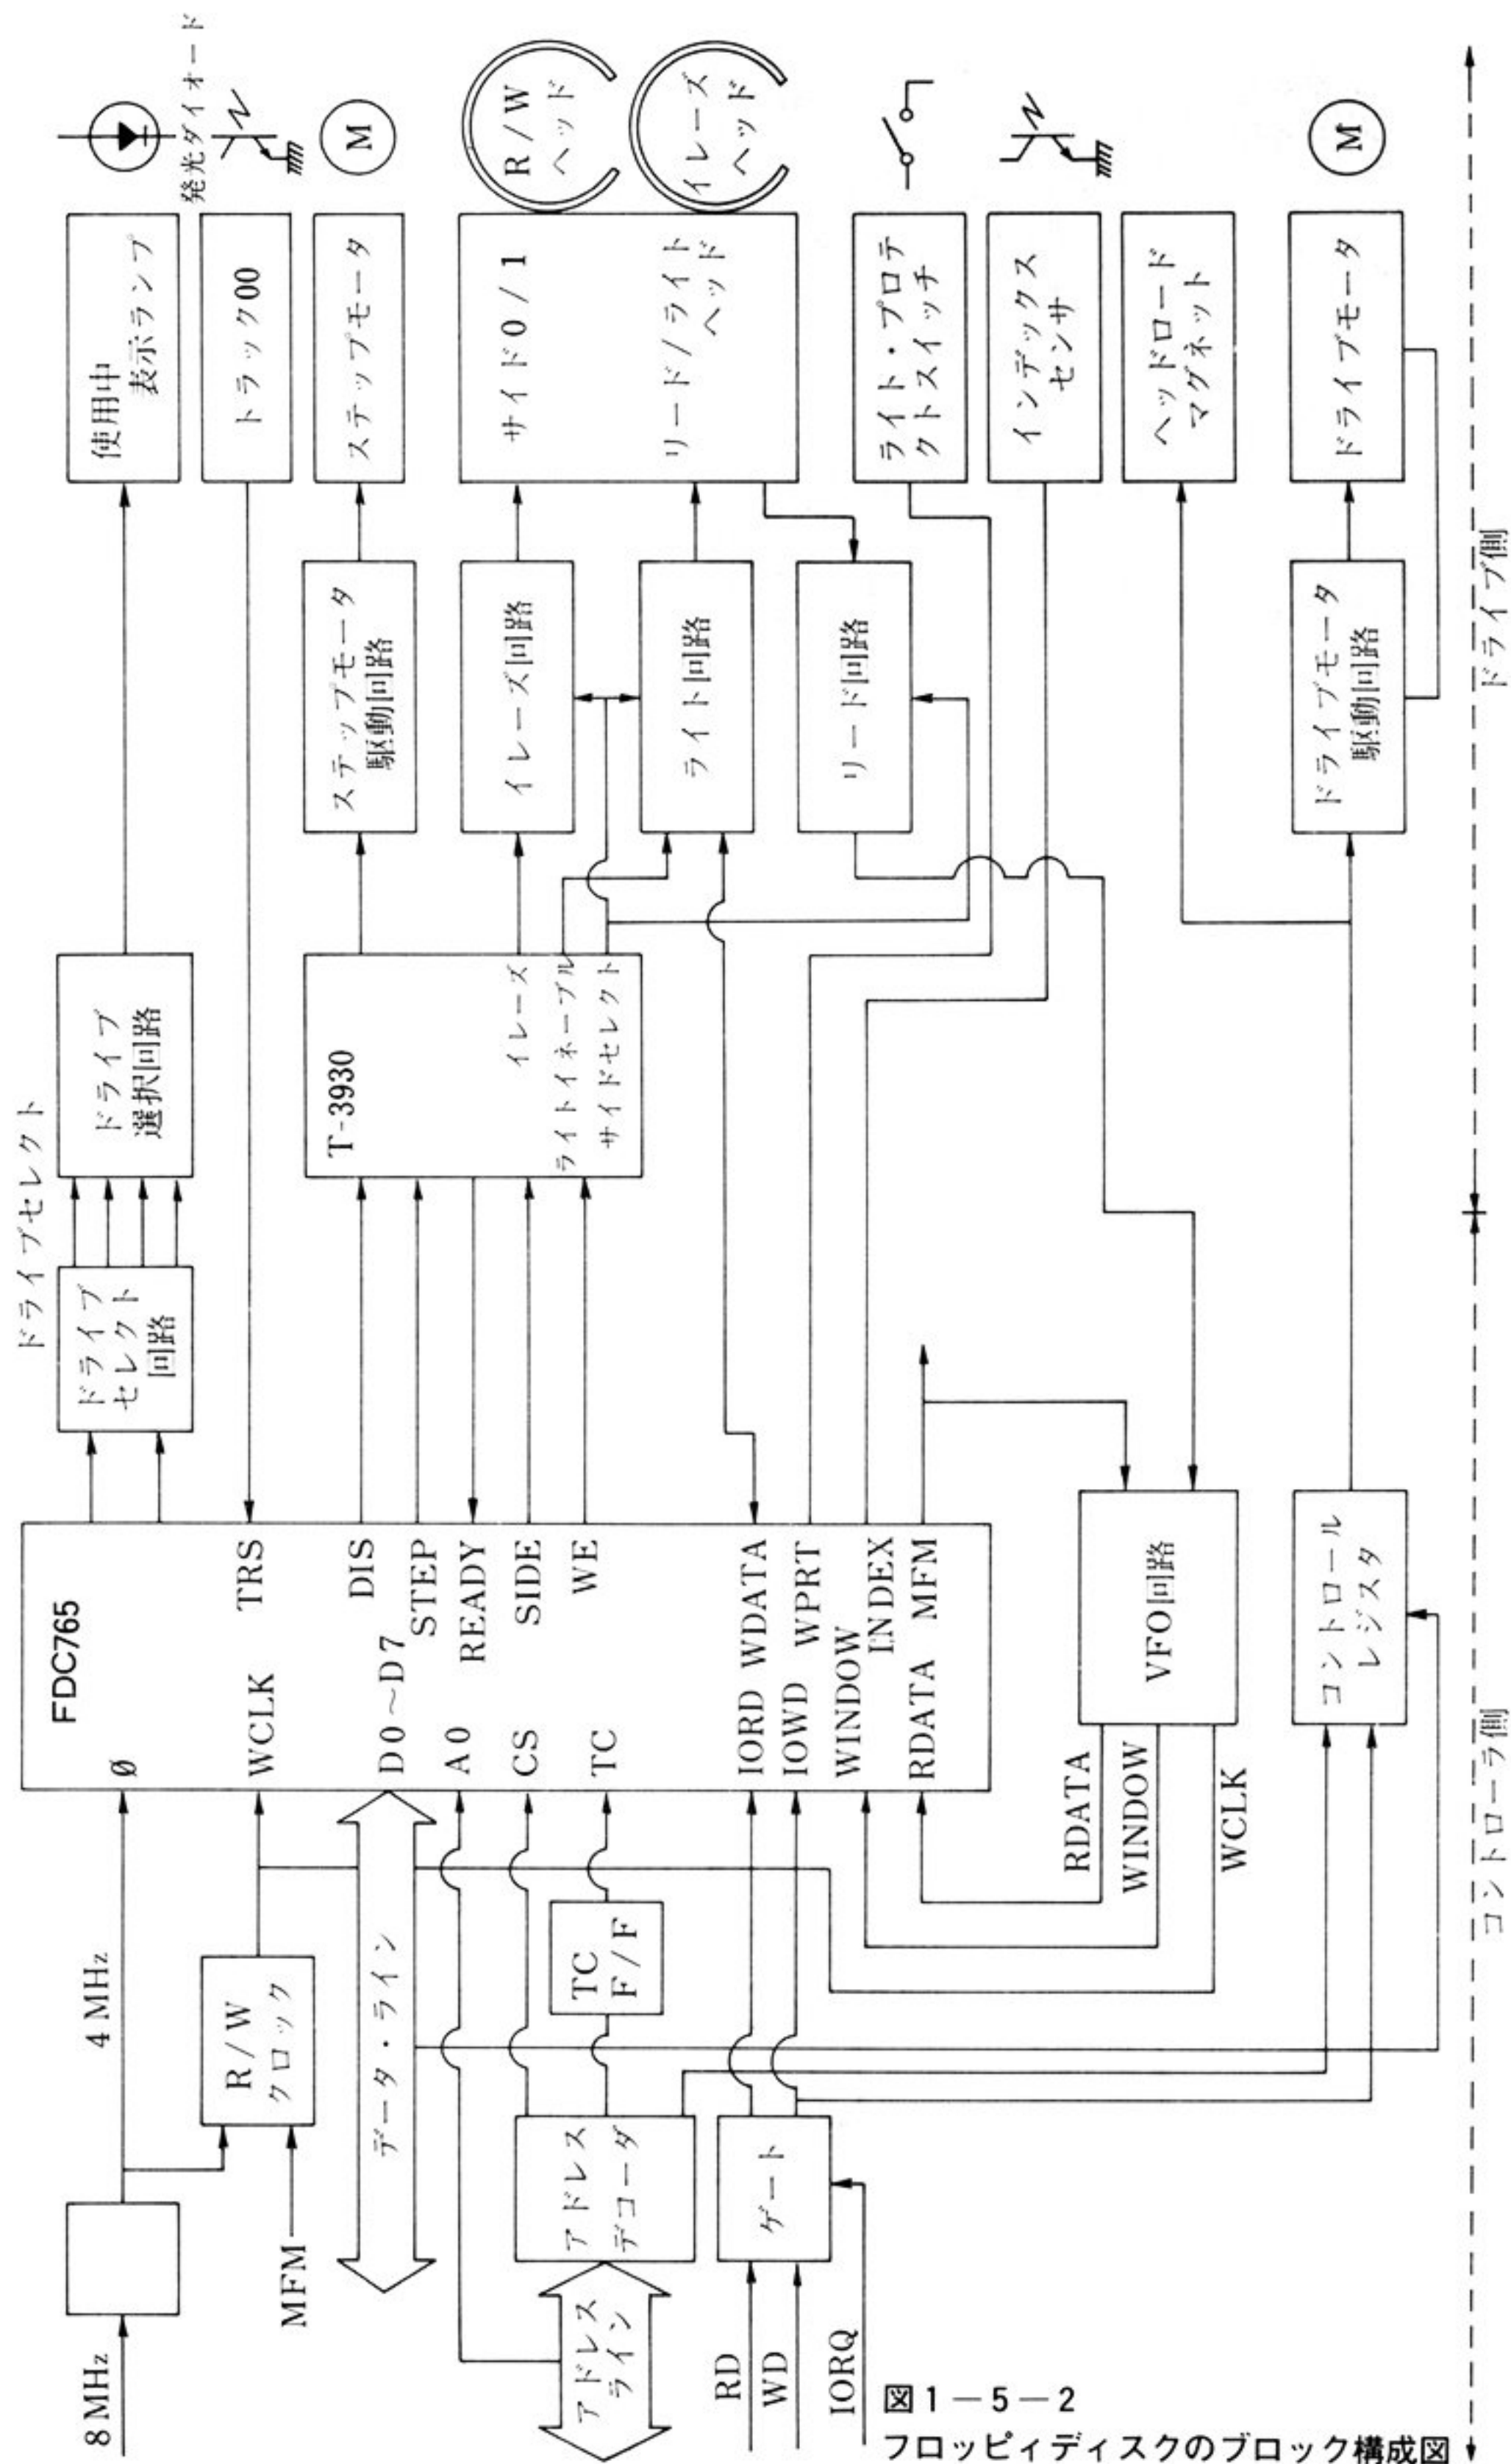 8MHz
4MHz
MFM
R/W
クロック
データ・ライン
アドレス
ライン
アドレス
デコーダ
TC
F/F
RD
WD
IORQ
ゲート
FDC765
Ø
WCLK
D0～D7
A0
CS
TC
IORD
IOWD
WINDOW
RDATA
TRS
DIS
STEP
READY
SIDE
WE
WDATA
WPRT
INDEX
MFM
RDATA
WINDOW
WCLK
VFO回路
コントロール
レジスタ
ドライブセレクト
ドライブ
セレクト
回路
ドライブ
選択回路
T-3930
イレーズ
ライトイネーブル
サイドセレクト
ステップモータ
駆動回路
イレーズ回路
ライト回路
リード回路
ドライブモータ
駆動回路
使用中
表示ランプ
トラック00
ステップモータ
サイド0/1
リード/ライト
ヘッド
ライト・プロテ
クトスイッチ
インデックス
センサ
ヘッドロード
マグネット
ドライブモータ
発光ダイオード
M
R/W
ヘッド
イレーズ
ヘッド
M
コントローラ側
ドライブ側
図1－5－2
フロッピィディスクのブロック構成図